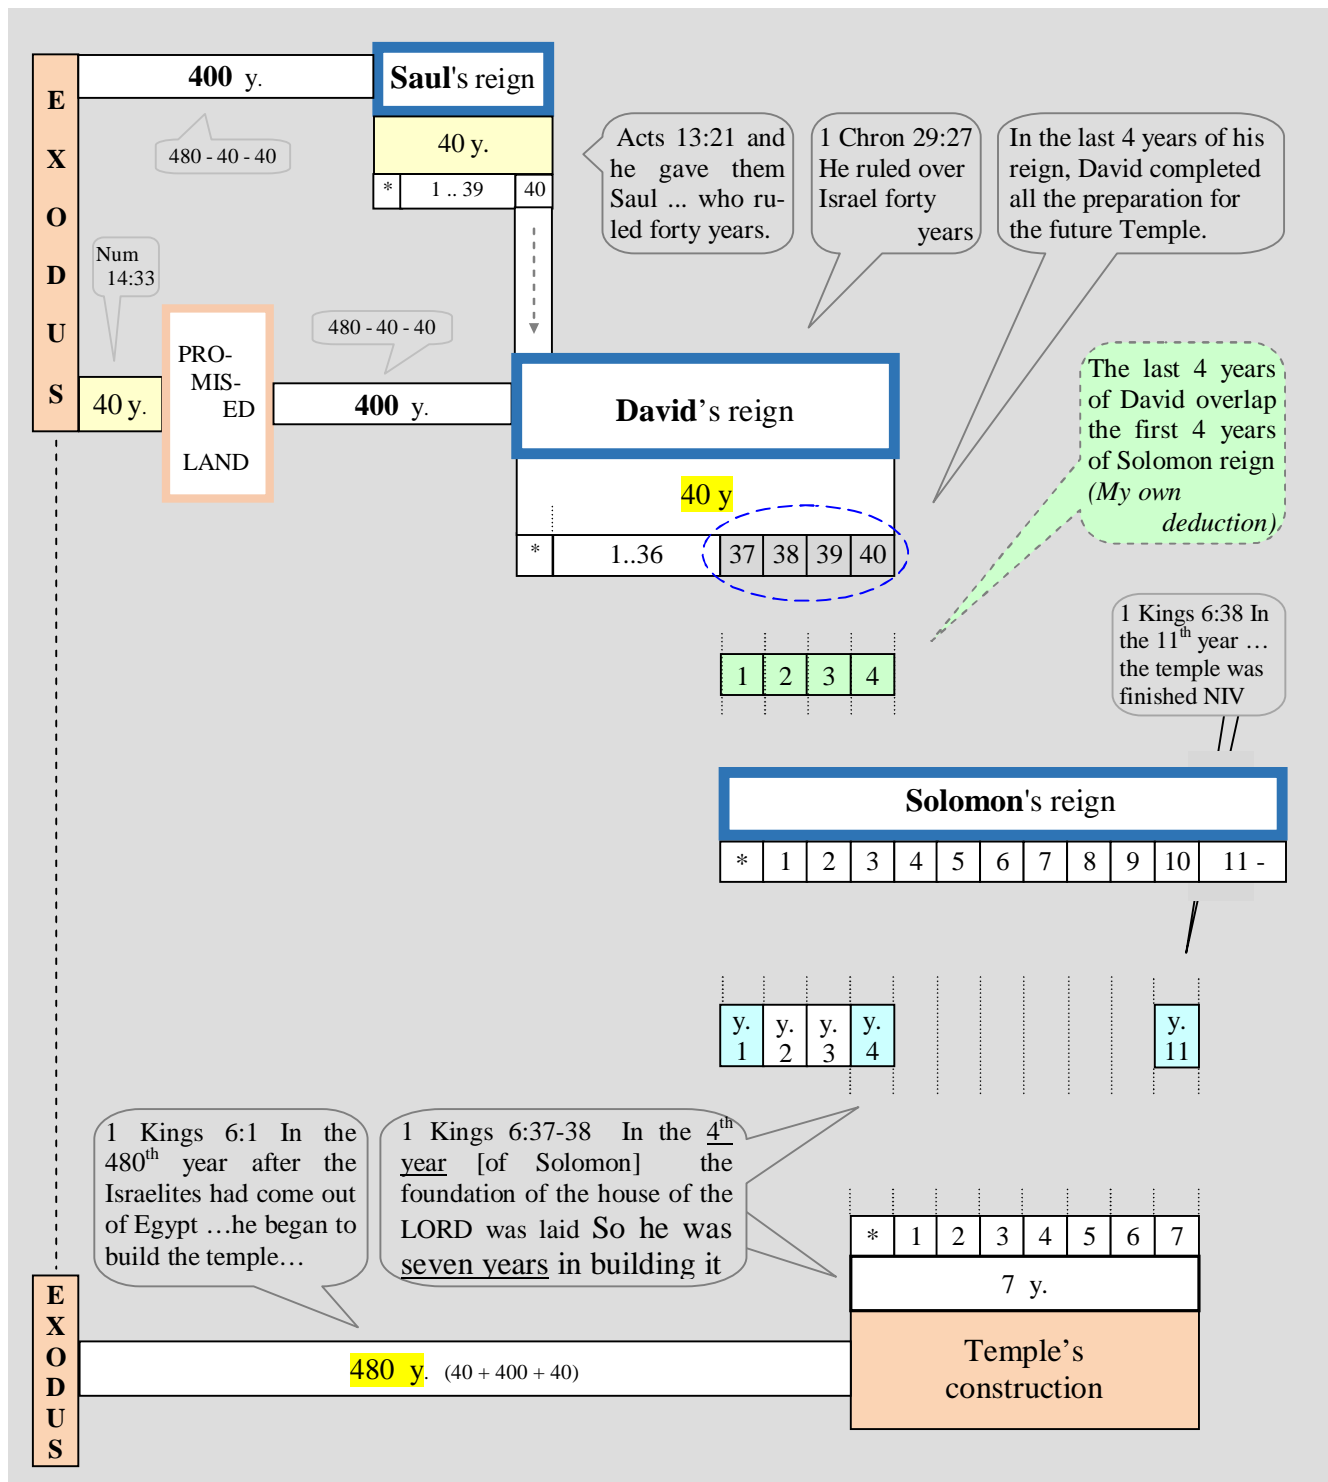 E
X
O
D
U
S
400 y.
Saul's reign
480 - 40 - 40
40 y.
* 1 .. 39 40
Acts 13:21 and
he gave them
Saul ... who ru-
led forty years.
1 Chron 29:27
He ruled over
Israel forty
years
In the last 4 years of his
reign, David completed
all the preparation for
the future Temple.
Num
14:33
40 y.
PRO-
MIS-
ED
LAND
480 - 40 - 40
400 y.
David’s reign
The last 4 years
of David overlap
the first 4 years
of Solomon reign
(My own
deduction)
40 y
* 1..36 37 38 39 40
1 2 3 4
1 Kings 6:38 In
the 11th year …
the temple was
finished NIV
Solomon's reign
* 1 2 3 4 5 6 7 8 9 10 11 -
y. y. y. y. y.
1 2 3 4 11
1 Kings 6:1 In the
480th year after the
Israelites had come out
of Egypt …he began to
build the temple…
1 Kings 6:37-38 In the 4th
year [of Solomon] the
foundation of the house of the
LORD was laid So he was
seven years in building it
* 1 2 3 4 5 6 7
7 y.
E
X
O
D
U
S
480 y. (40 + 400 + 40)
Temple’s
construction